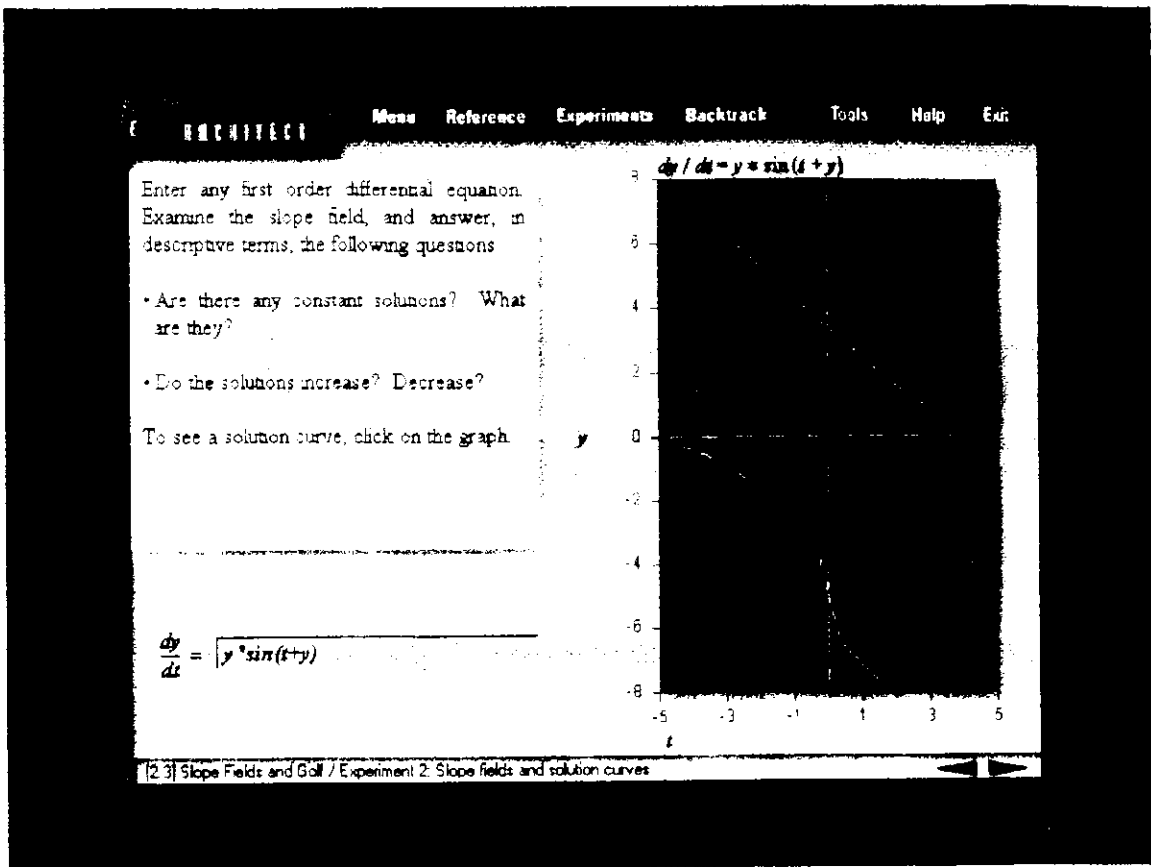 ARCHITECT
Menu Reference Experiments Backtrack Tools Help Exit
Enter any first order differential equation.
Examine the slope field, and answer, in
descriptive terms, the following questions
• Are there any constant solutions? What
are they?
• Do the solutions increase? Decrease?
To see a solution curve, click on the graph.
dy/dt = y*sin(t+y)
dy / dt = y * sin(t + y)
8
6
4
2
y 0
-2
-4
-6
-8
-5 -3 -1 1 3 5
t
[2.3] Slope Fields and Golf / Experiment 2: Slope fields and solution curves